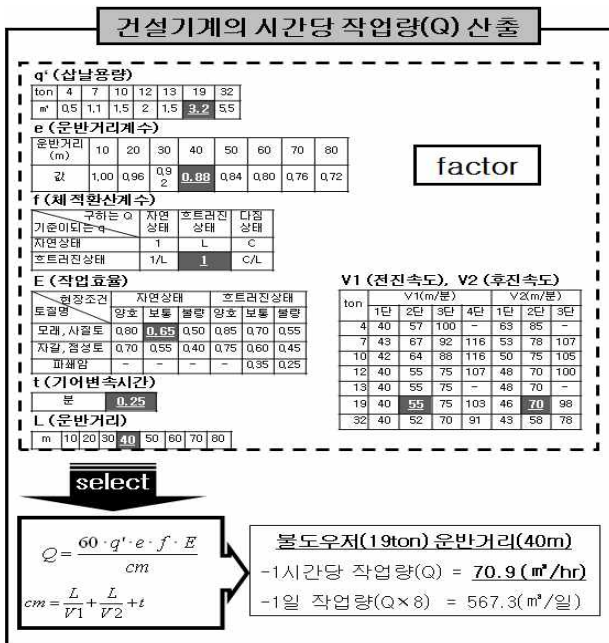 건설기계의 시간당 작업량(Q) 산출
q' (삽날용량)
ton 4 7 10 12 13 19 32
㎥ 0,5 1,1 1,5 2 1,5 3.2 5,5
e (운반거리계수)
운반거리(m) 10 20 30 40 50 60 70 80
값 1,00 0,96 0,92 0.88 0,84 0,80 0,76 0,72
factor
f (체적환산계수)
구하는 Q 자연상태 흐트러진상태 다짐상태
기준이되는 q
자연상태 1 L C
흐트러진상태 1/L 1 C/L
E (작업효율)
현장조건 자연상태 흐트러진상태
토질명 양호 보통 불량 양호 보통 불량
모래,사질토 0,80 0.65 0,50 0,85 0,70 0,55
자갈,점성토 0,70 0,55 0,40 0,75 0,60 0,45
파쇄암 - - - - 0,35 0,25
t (기어변속시간)
분 0.25
L (운반거리)
m 10 20 30 40 50 60 70 80
V1 (전진속도), V2 (후진속도)
ton V1(m/분) V2(m/분)
1단 2단 3단 4단 1단 2단 3단
4 40 57 100 - 63 85 -
7 43 67 92 116 53 78 107
10 42 64 88 116 50 75 105
12 40 55 75 107 48 70 100
13 40 55 75 - 48 70 -
19 40 55 75 103 46 70 98
32 40 52 70 91 43 58 78
select
Q = 60·q'·e·f·E / cm
cm = L/V1 + L/V2 + t
불도우저(19ton) 운반거리(40m)
-1시간당 작업량(Q) = 70.9(㎥/hr)
-1일 작업량(Q×8) = 567.3(㎥/일)